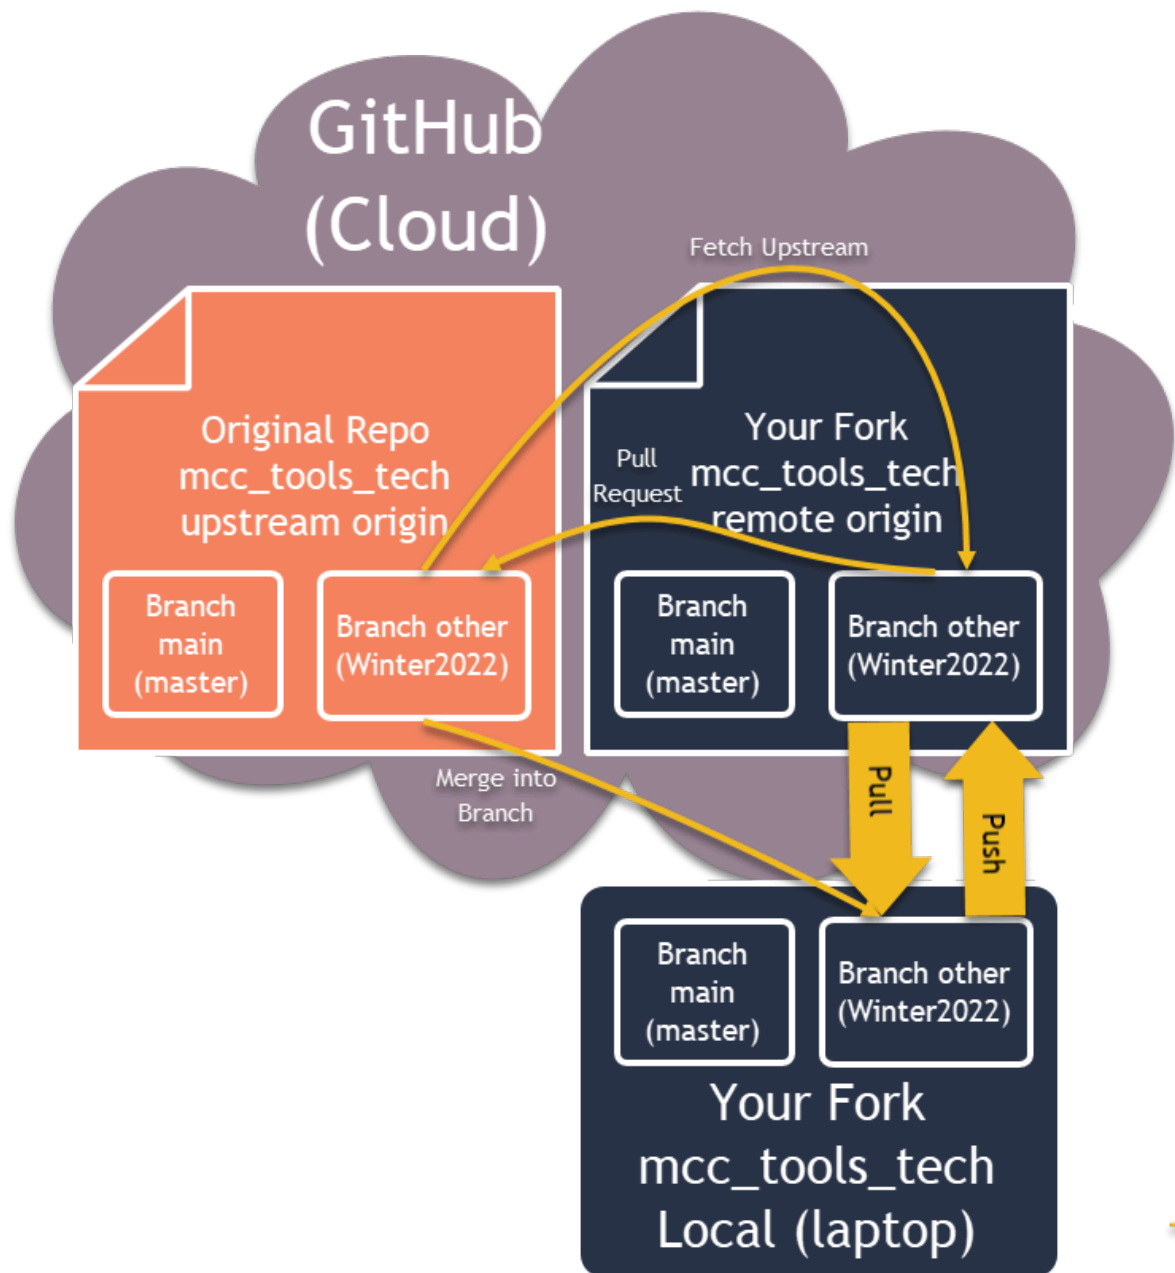 GitHub
(Cloud)
Fetch Upstream
Original Repo
mcc_tools_tech
upstream origin
Branch
main
(master)
Branch other
(Winter2022)
Your Fork
mcc_tools_tech
remote origin
Pull
Request
Branch
main
(master)
Branch other
(Winter2022)
Merge into
Branch
Pull
Push
Branch
main
(master)
Branch other
(Winter2022)
Your Fork
mcc_tools_tech
Local (laptop)